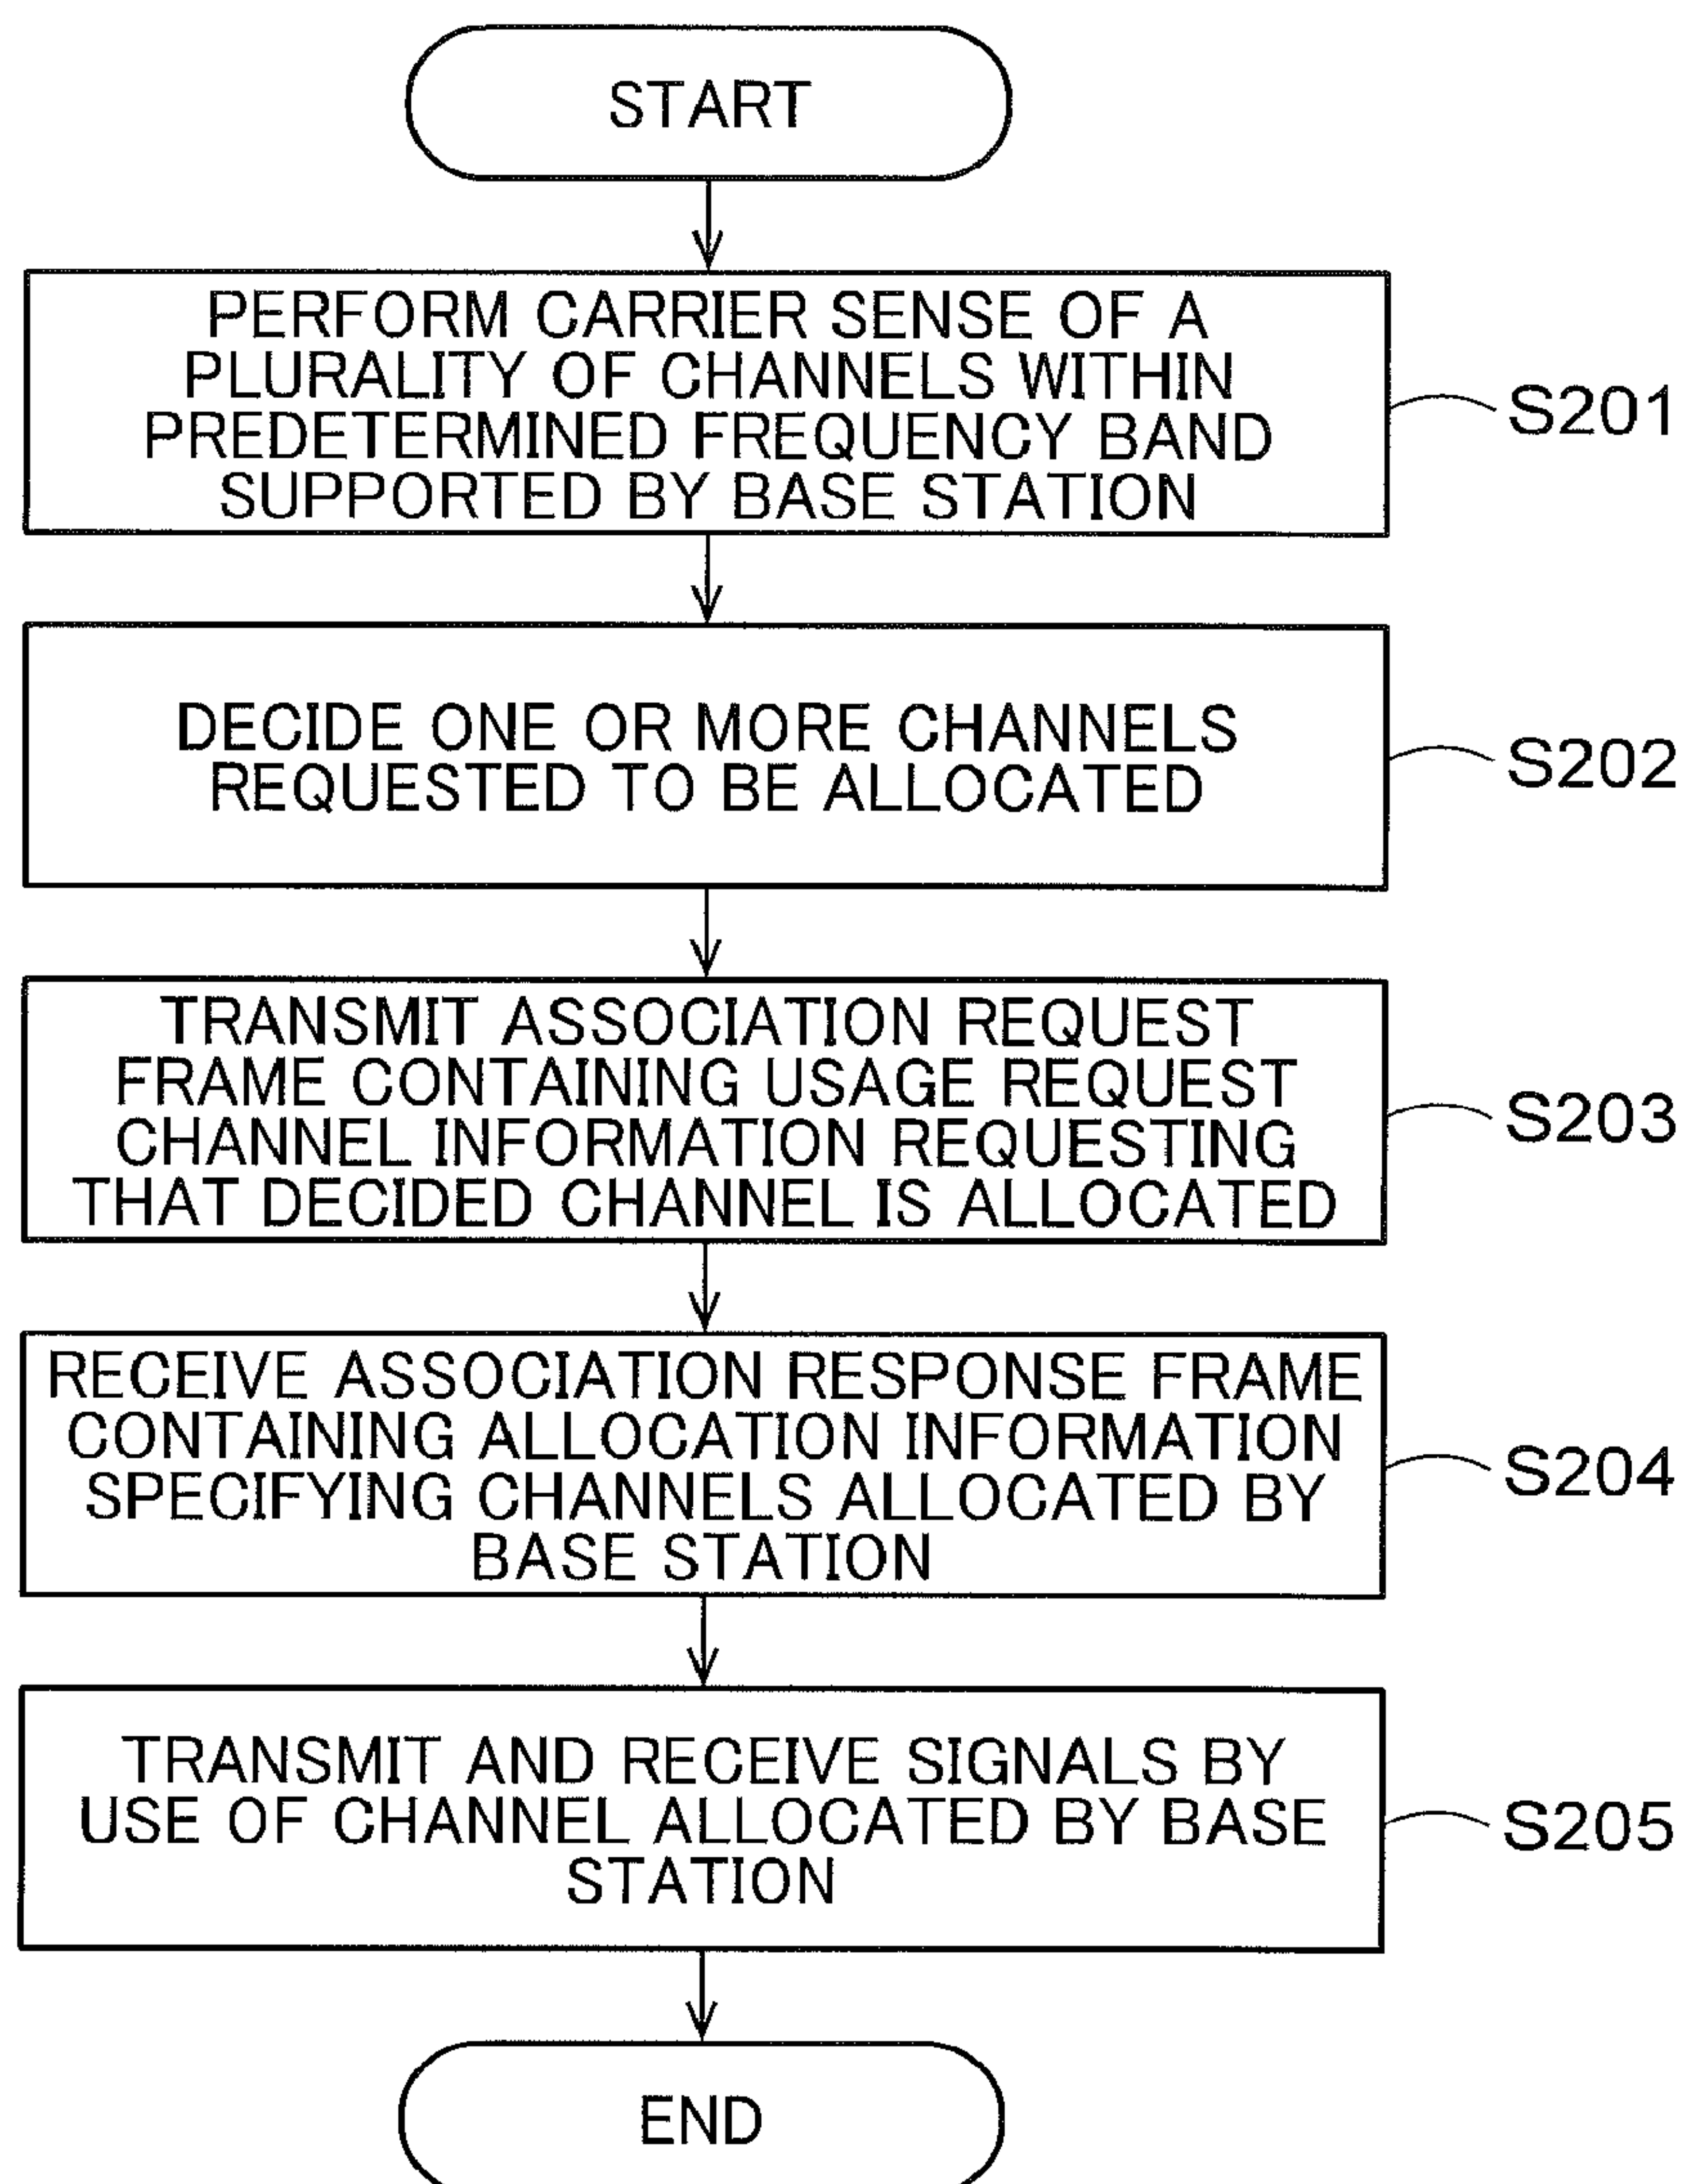 START
PERFORM CARRIER SENSE OF A
PLURALITY OF CHANNELS WITHIN
PREDETERMINED FREQUENCY BAND
SUPPORTED BY BASE STATION
S201
DECIDE ONE OR MORE CHANNELS
REQUESTED TO BE ALLOCATED
S202
TRANSMIT ASSOCIATION REQUEST
FRAME CONTAINING USAGE REQUEST
CHANNEL INFORMATION REQUESTING
THAT DECIDED CHANNEL IS ALLOCATED
S203
RECEIVE ASSOCIATION RESPONSE FRAME
CONTAINING ALLOCATION INFORMATION
SPECIFYING CHANNELS ALLOCATED BY
BASE STATION
S204
TRANSMIT AND RECEIVE SIGNALS BY
USE OF CHANNEL ALLOCATED BY BASE
STATION
S205
END